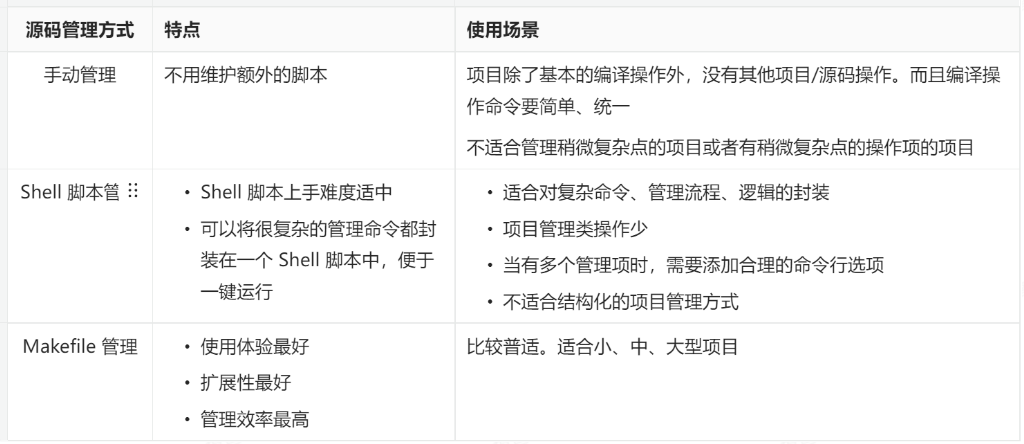 源码管理方式 特点 使用场景
手动管理 不用维护额外的脚本 项目除了基本的编译操作外，没有其他项目/源码操作。而且编译操
作命令要简单、统一
不适合管理稍微复杂点的项目或者有稍微复杂点的操作项的项目
Shell 脚本管
• Shell 脚本上手难度适中
• 可以将很复杂的管理命令都封
装在一个 Shell 脚本中，便于
一键运行
• 适合对复杂命令、管理流程、逻辑的封装
• 项目管理类操作少
• 当有多个管理项时，需要添加合理的命令行选项
• 不适合结构化的项目管理方式
Makefile 管理
• 使用体验最好
• 扩展性最好
• 管理效率最高
比较普适。适合小、中、大型项目